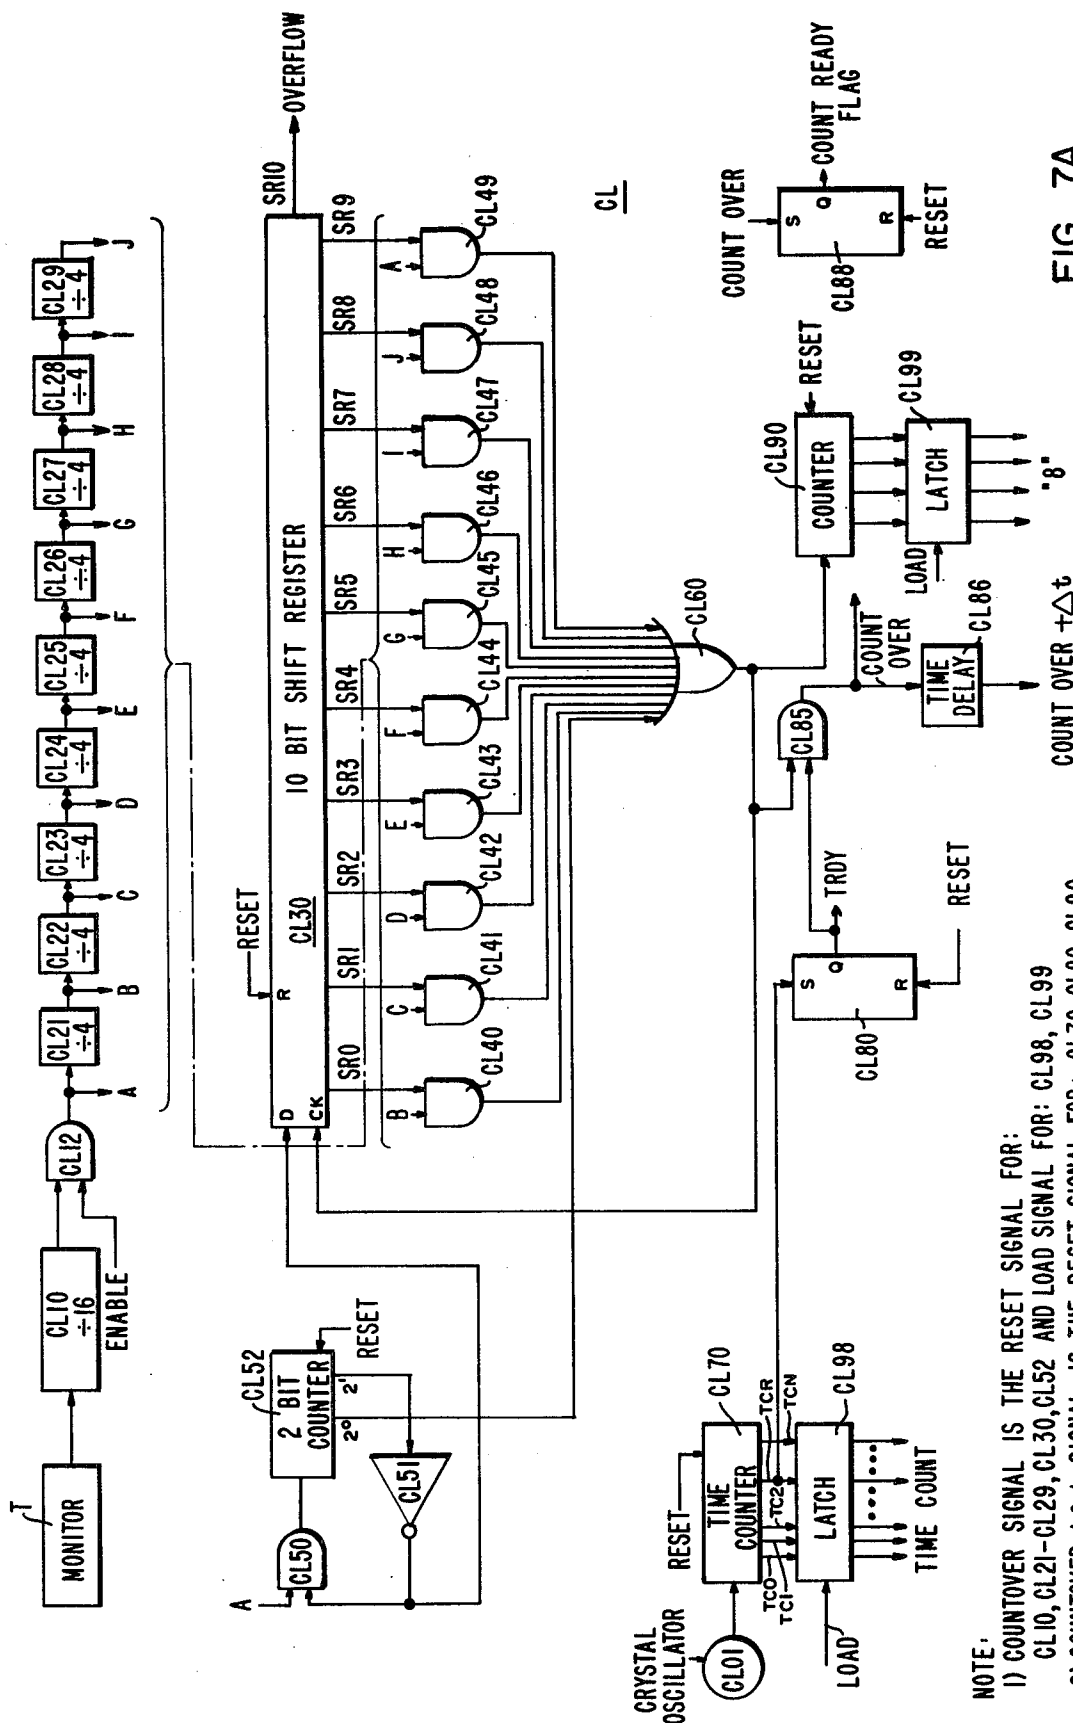 T
MONITOR
CL10
÷16
ENABLE
CL12
CL21
÷4
CL22
÷4
CL23
÷4
CL24
÷4
CL25
÷4
CL26
÷4
CL27
÷4
CL28
÷4
CL29
÷4
A
B
C
D
E
F
G
H
I
J
RESET
R
D
CK
CL30
10 BIT SHIFT REGISTER
SR10
OVERFLOW
SR0
SR1
SR2
SR3
SR4
SR5
SR6
SR7
SR8
SR9
B
C
D
E
F
G
H
I
J
A
CL40
CL41
CL42
CL43
CL44
CL45
CL46
CL47
CL48
CL49
A
CL50
CL52
2 BIT
COUNTER
2⁰
2'
RESET
CL51
CL60
CL
CRYSTAL
OSCILLATOR
CL01
RESET
TIME
COUNTER
CL70
TC0
TC1
TC2
TCR
TCN
LOAD
LATCH
CL98
TIME COUNT
S
Q
R
CL80
TRDY
RESET
CL85
COUNT
OVER
TIME
DELAY
CL86
COUNT OVER +Δt
CL90
COUNTER
RESET
LOAD
LATCH
CL99
"8"
COUNT OVER
S
Q
R
CL88
RESET
COUNT READY
FLAG
NOTE:
1) COUNTOVER SIGNAL IS THE RESET SIGNAL FOR:
CL10, CL21-CL29, CL30, CL52 AND LOAD SIGNAL FOR: CL98, CL99
FIG. 7A